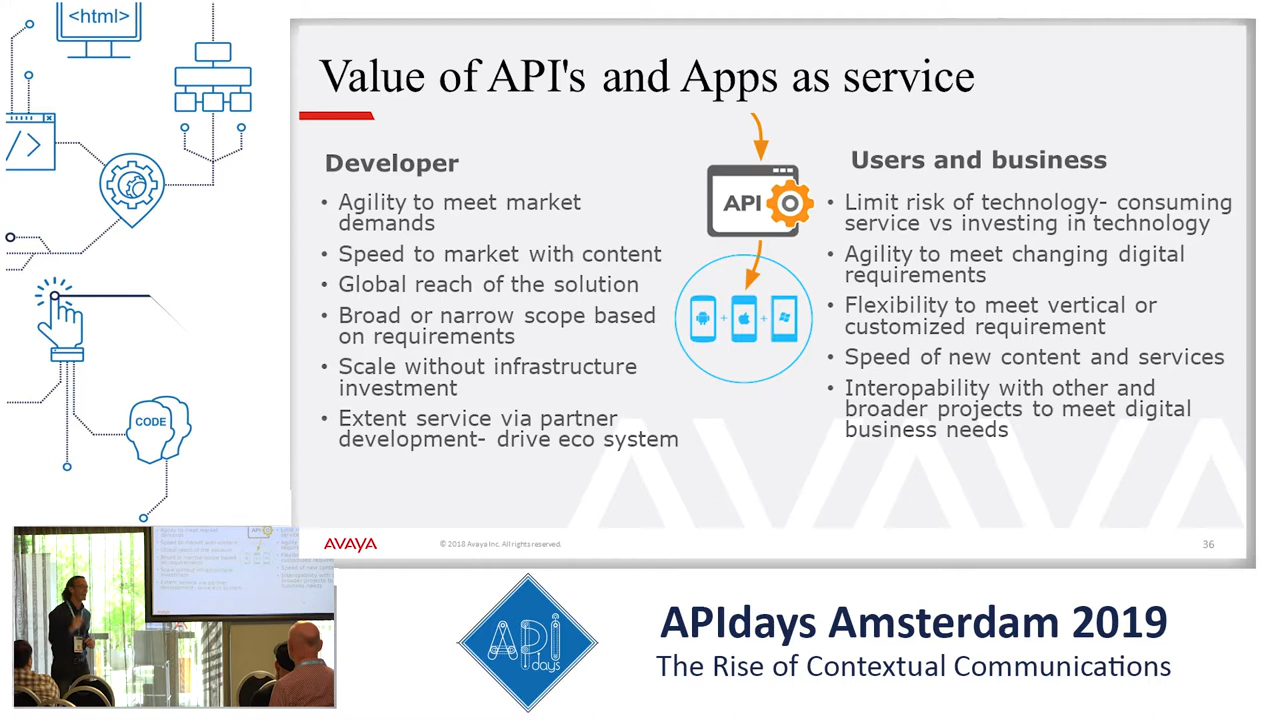 <html>
</>
CODE
Value of API's and Apps as service
Developer
• Agility to meet market
demands
• Speed to market with content
• Global reach of the solution
• Broad or narrow scope based
on requirements
• Scale without infrastructure
investment
• Extent service via partner
development- drive eco system
API
+ +
Users and business
• Limit risk of technology- consuming
service vs investing in technology
• Agility to meet changing digital
requirements
• Flexibility to meet vertical or
customized requirement
• Speed of new content and services
• Interopability with other and
broader projects to meet digital
business needs
AVAYA
AVAYA
© 2018 Avaya Inc. All rights reserved.
36
API
days
APIdays Amsterdam 2019
The Rise of Contextual Communications